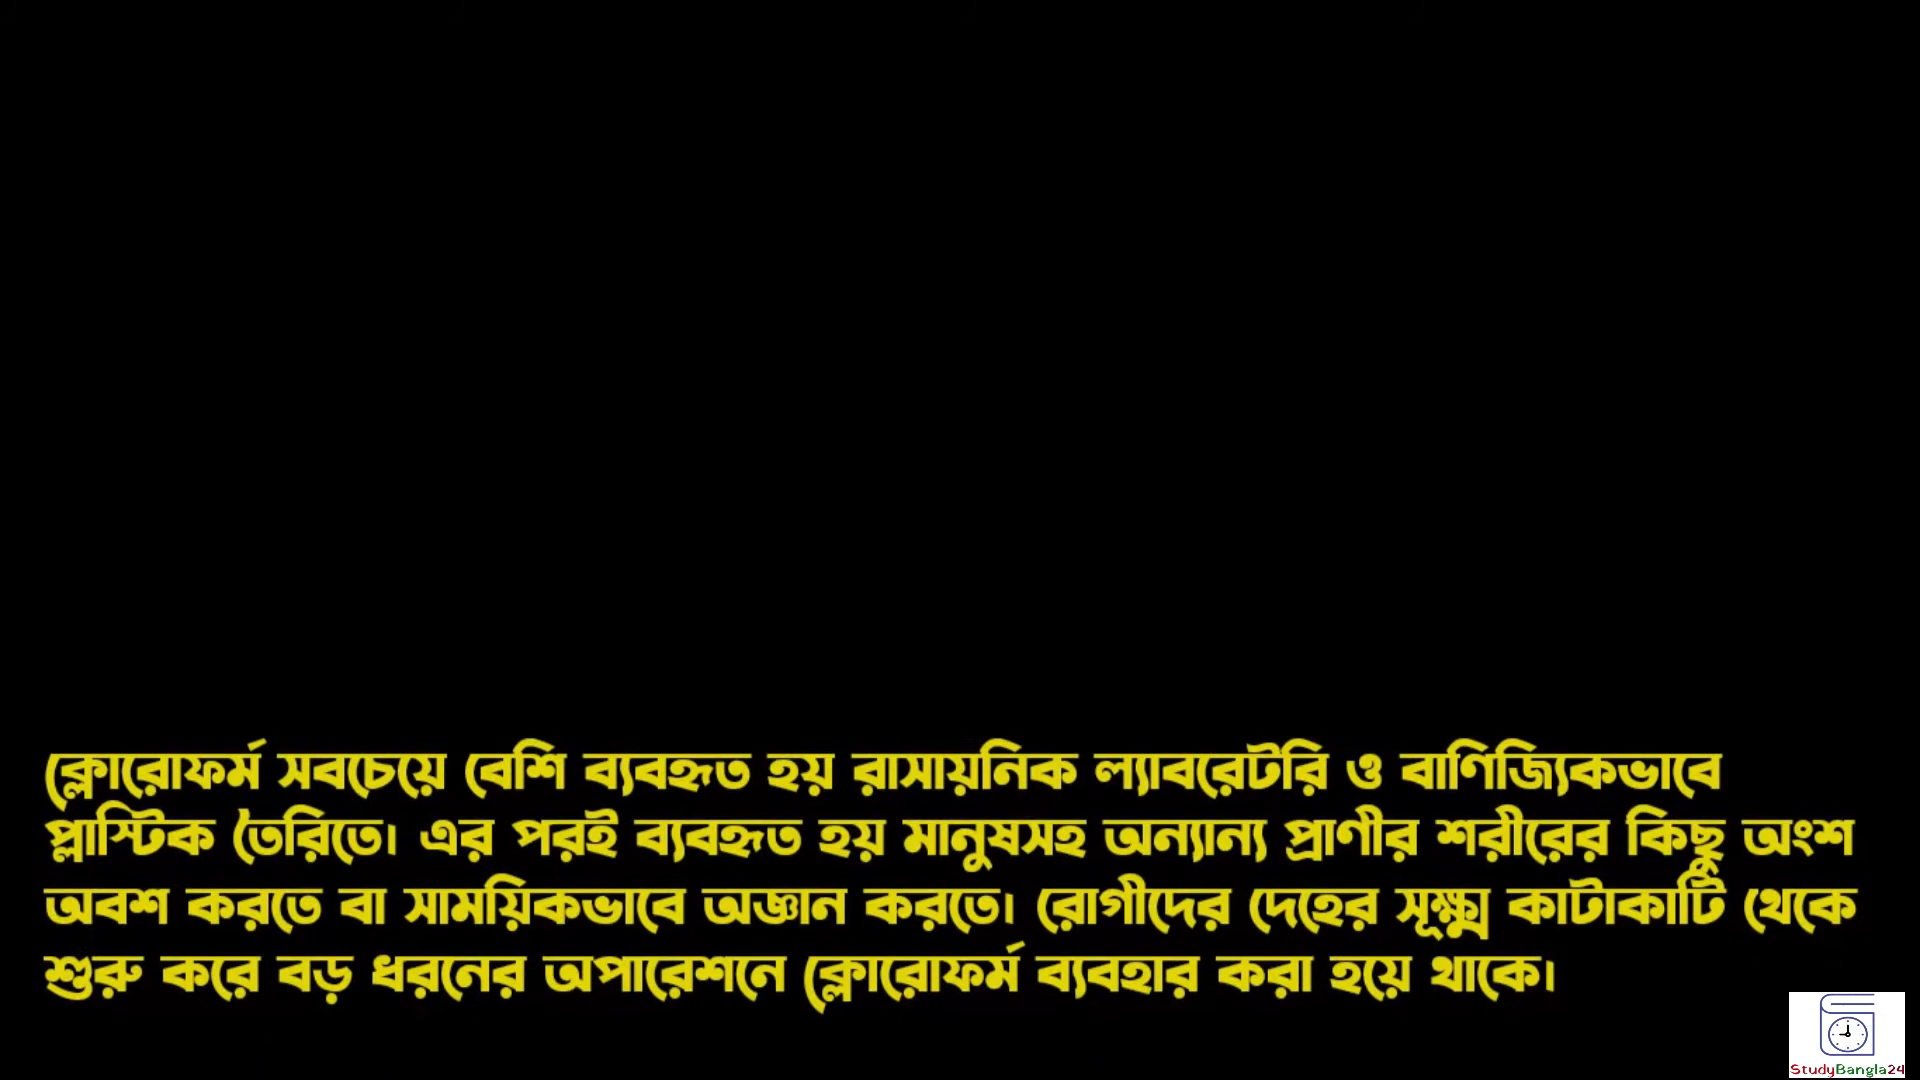 ক্লোরোফর্ম সবচেয়ে বেশি ব্যবহৃত হয় রাসায়নিক ল্যাবরেটরি ও বাণিজ্যিকভাবে
প্লাস্টিক তৈরিতে। এর পরই ব্যবহৃত হয় মানুষসহ অন্যান্য প্রাণীর শরীরের কিছু অংশ
অবশ করতে বা সাময়িকভাবে অজ্ঞান করতে। রোগীদের দেহের সূক্ষ্ম কাটাকাটি থেকে
শুরু করে বড় ধরনের অপারেশনে ক্লোরোফর্ম ব্যবহার করা হয়ে থাকে।
StudyBangla24